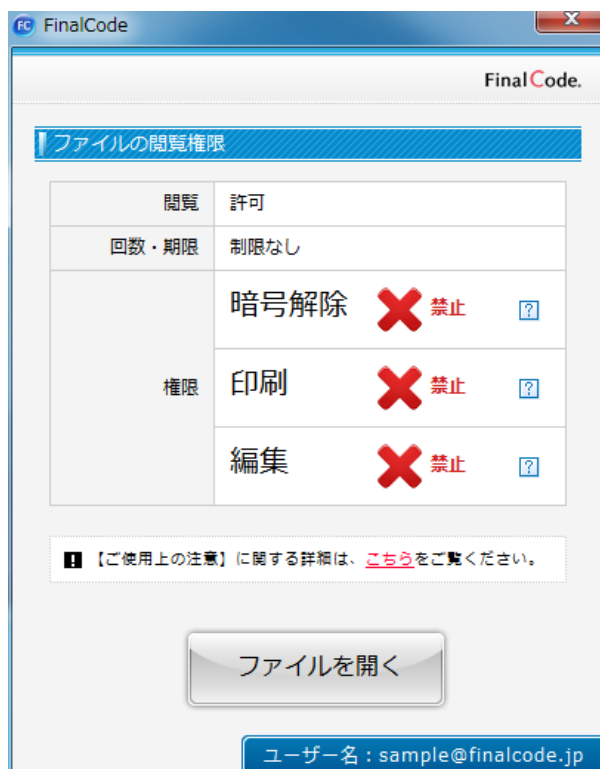 FC FinalCode
FinalCode.
ファイルの閲覧権限
閲覧 許可
回数・期限 制限なし
権限
暗号解除 禁止 ?
印刷 禁止 ?
編集 禁止 ?
! 【ご使用上の注意】に関する詳細は、こちらをご覧ください。
ファイルを開く
ユーザー名:sample@finalcode.jp